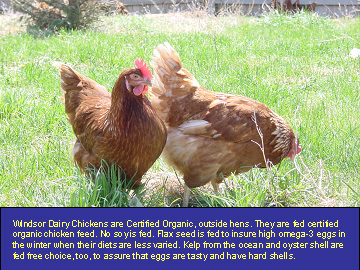 Windsor Dairy Chickens are Certified Organic, outside hens. They are fed certified
organic chicken feed. No soy is fed. Flax seed is fed to insure high omega-3 eggs in
the winter when their diets are less varied. Kelp from the ocean and oyster shell are
fed free choice, too, to assure that eggs are tasty and have hard shells.